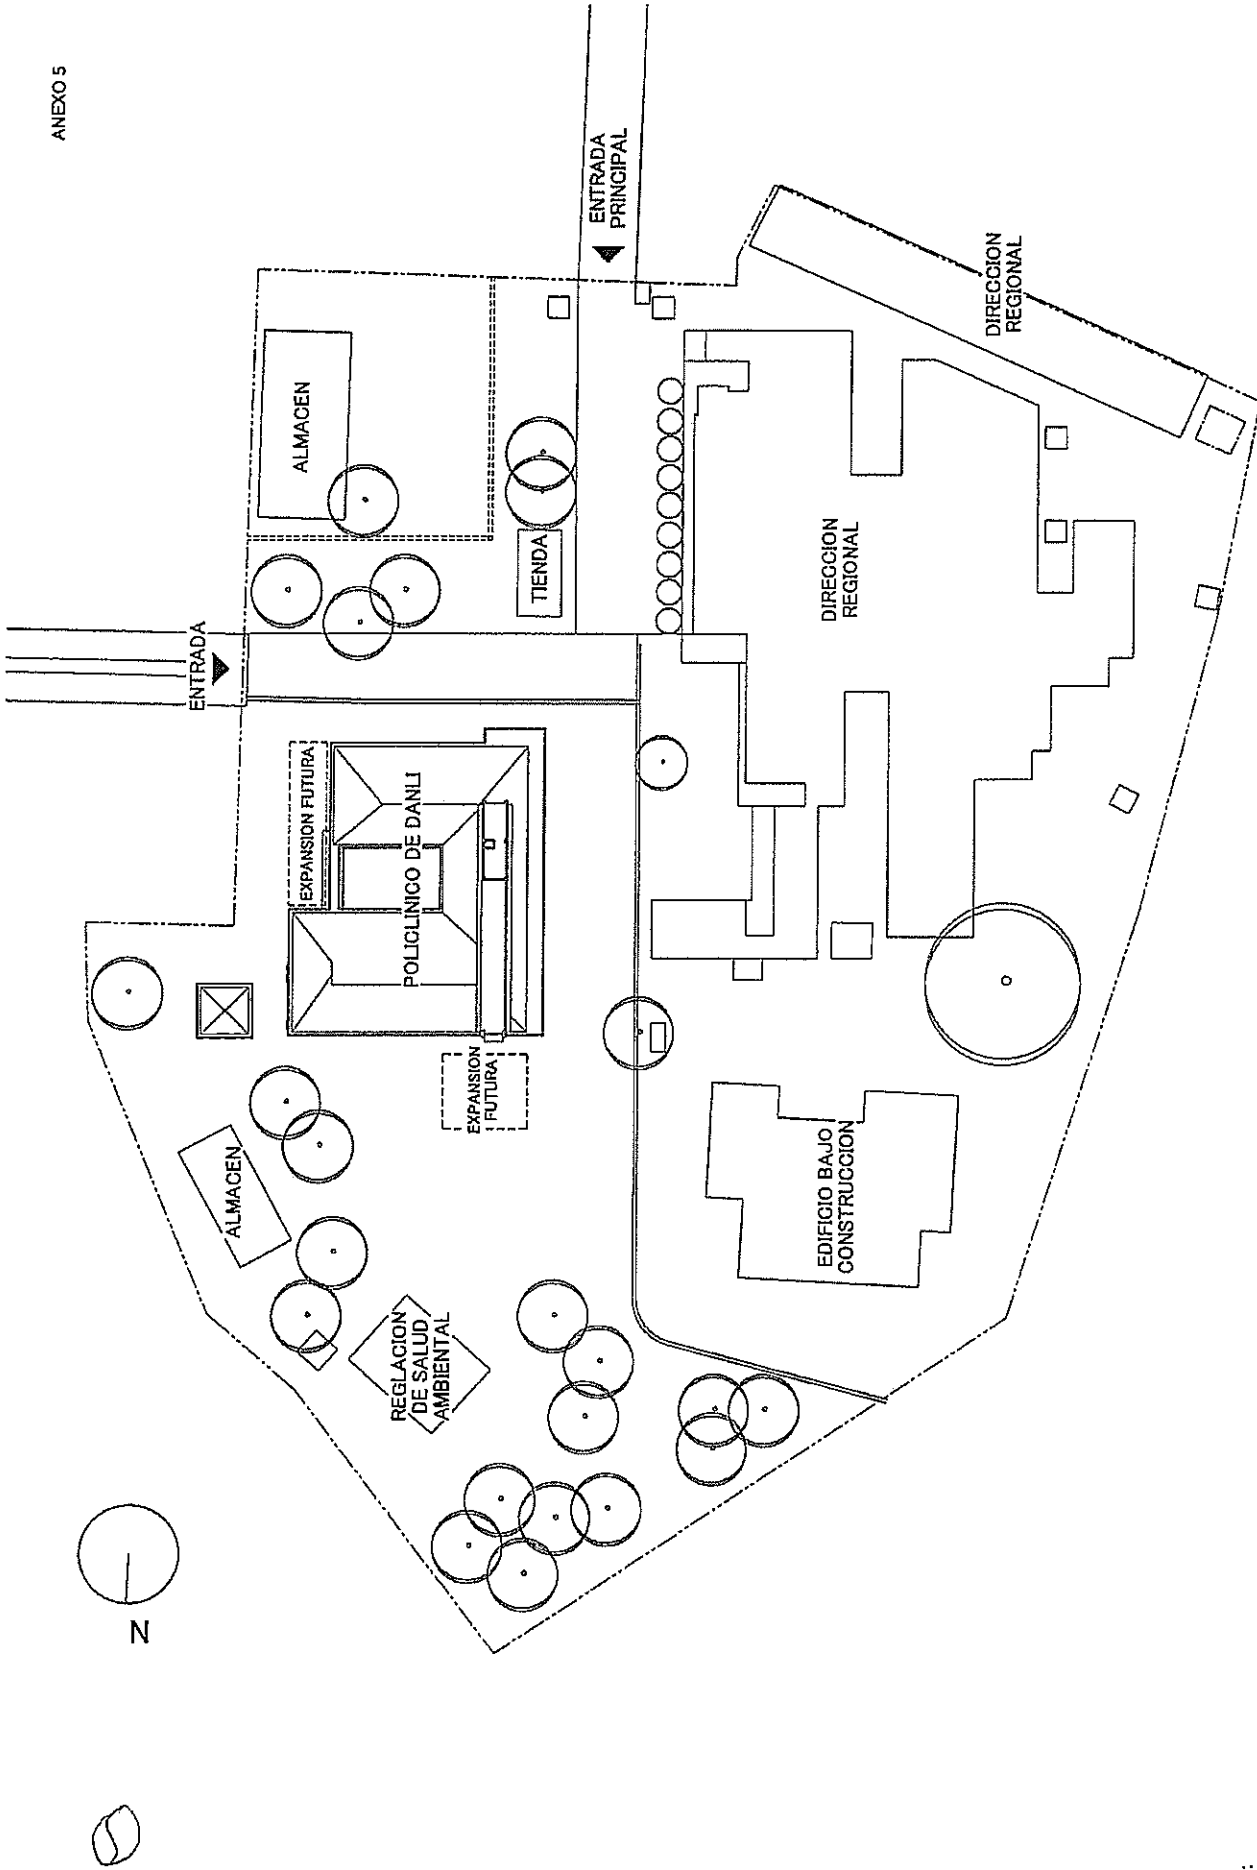 ANEXO 5
ENTRADA
PRINCIPAL
DIRECCION
REGIONAL
ALMACEN
TIENDA
DIRECCION
REGIONAL
ENTRADA
EXPANSION FUTURA
POLICLINICO DE DANLI
EXPANSION
FUTURA
ALMACEN
EDIFICIO BAJO
CONSTRUCCION
REGLACION
DE SALUD
AMBIENTAL
N